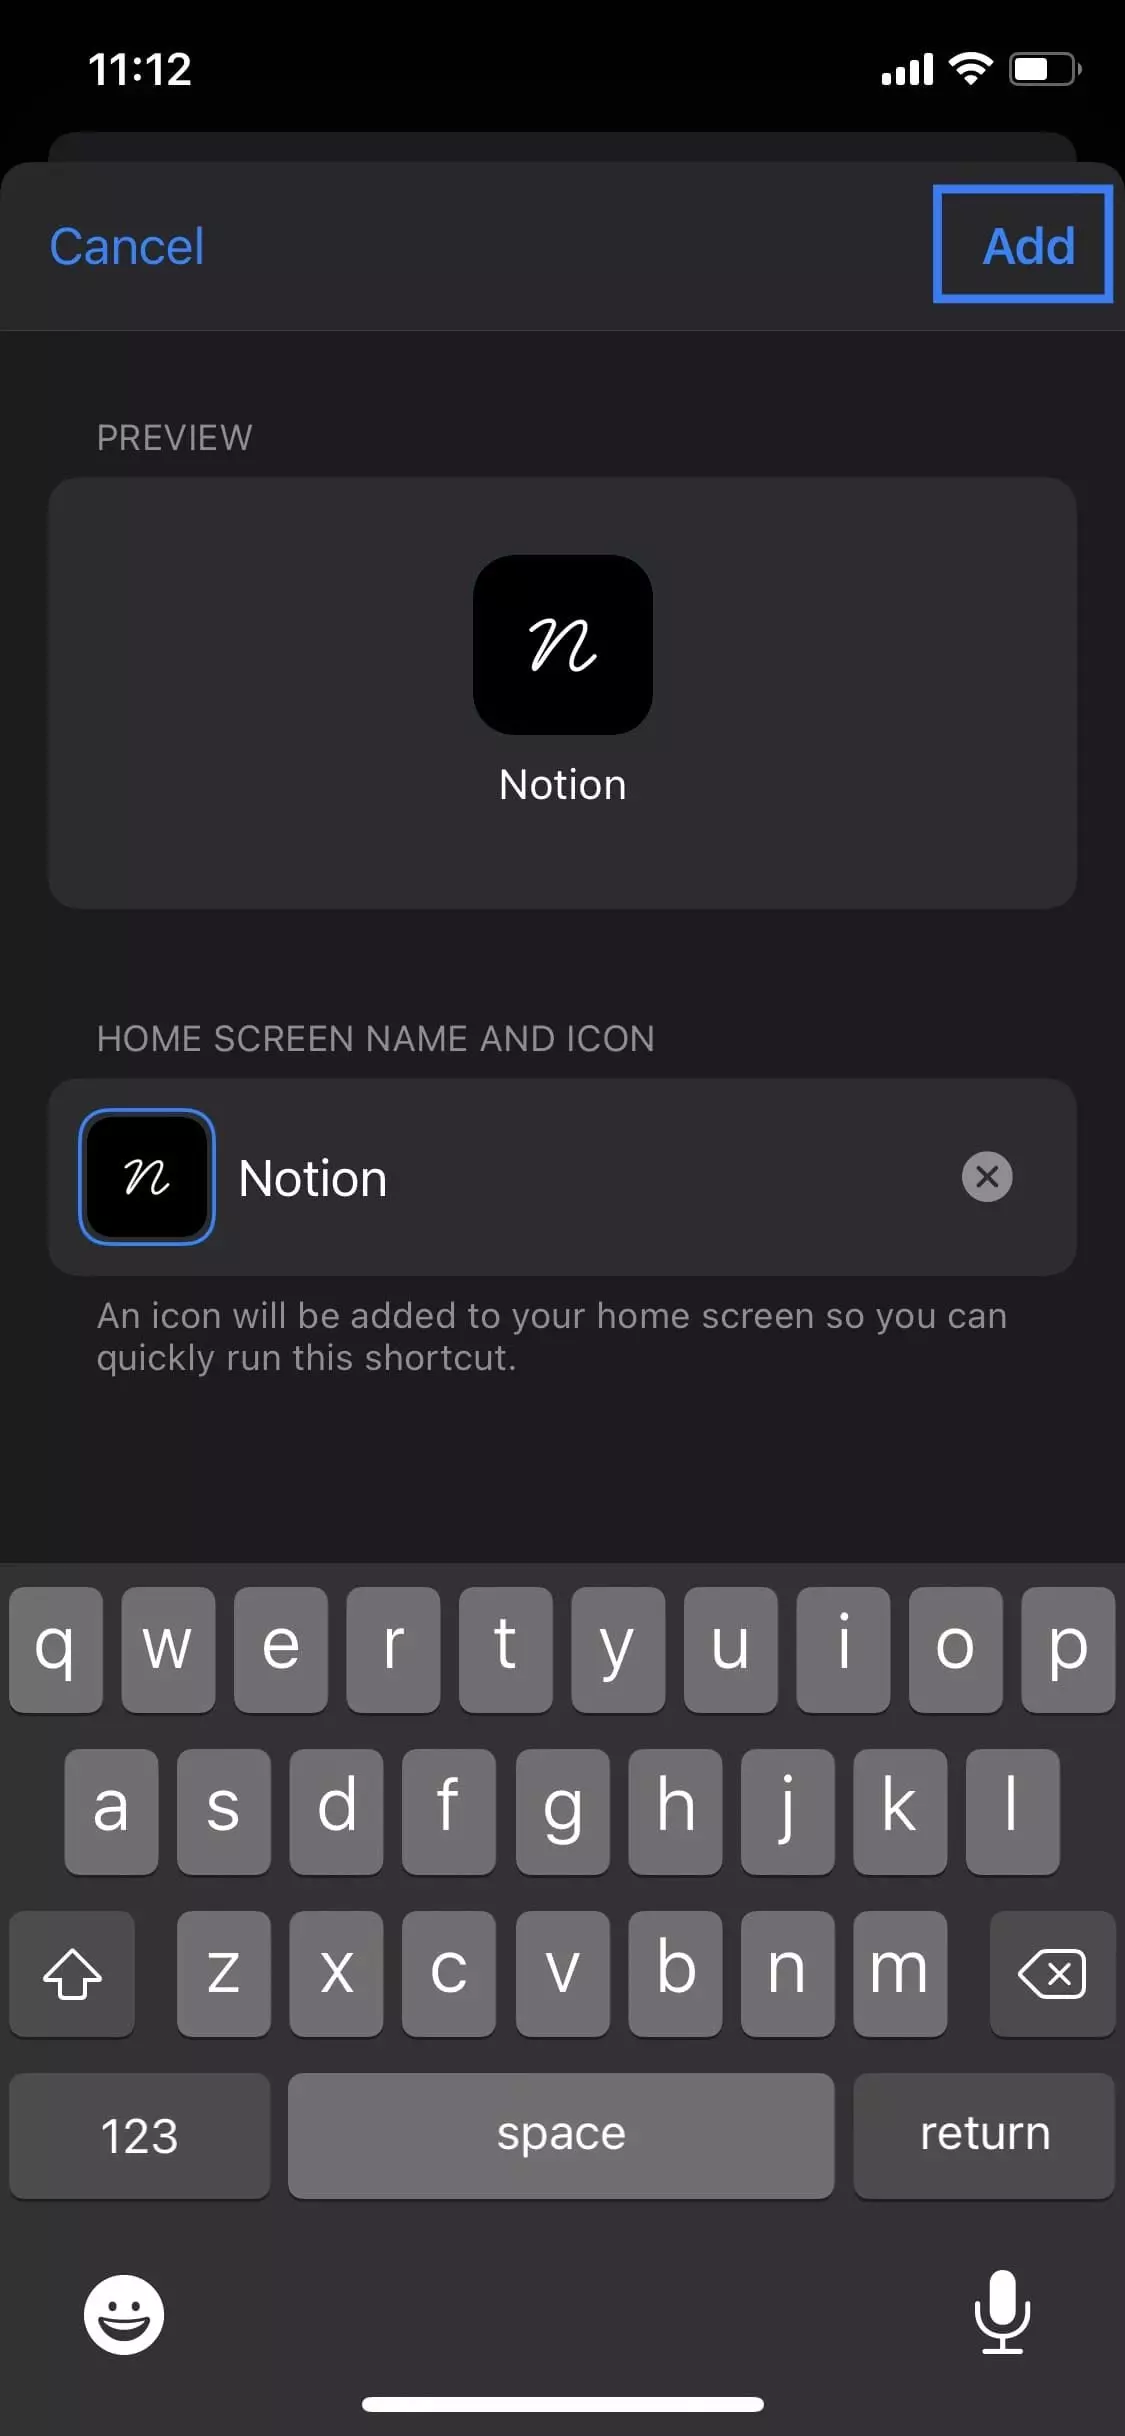 11:12
Cancel
Add
PREVIEW
n
Notion
HOME SCREEN NAME AND ICON
n
Notion
An icon will be added to your home screen so you can
quickly run this shortcut.
q w e r t y u i o p
a s d f g h j k l
z x c v b n m
123 space return